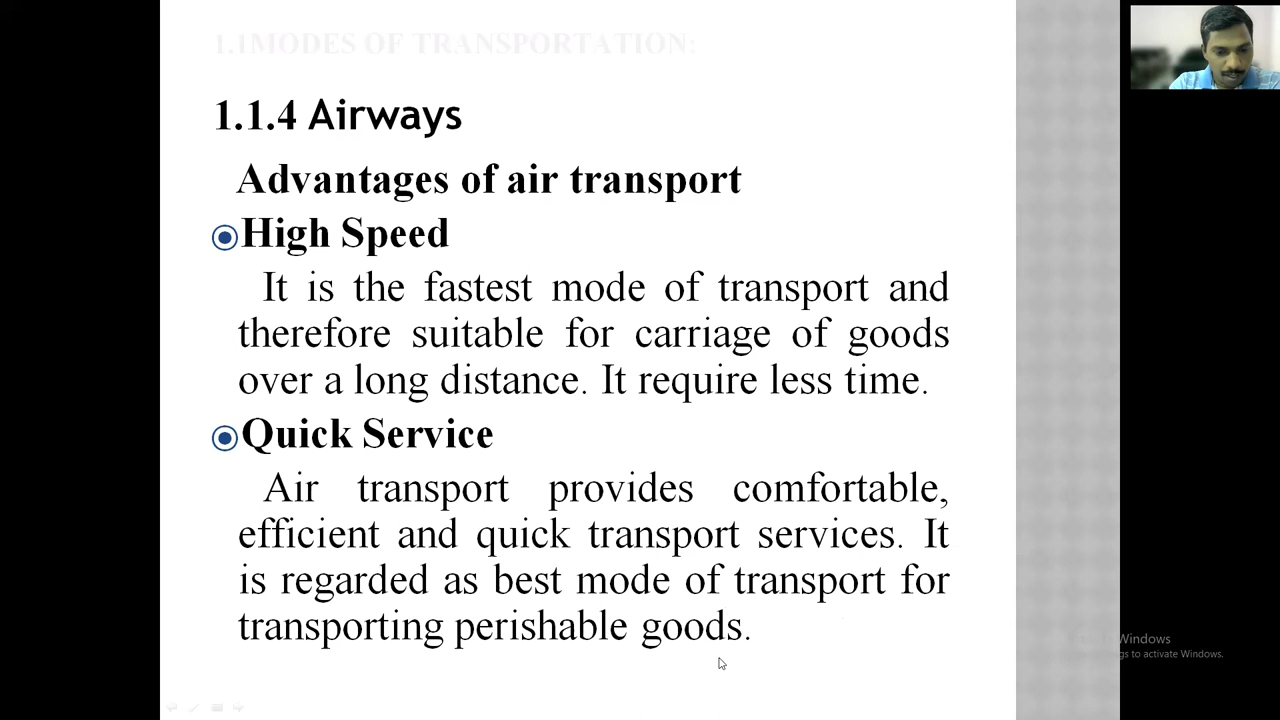 1.1MODES OF TRANSPORTATION:
1.1.4 Airways
Advantages of air transport
High Speed
It is the fastest mode of transport and
therefore suitable for carriage of goods
over a long distance. It require less time.
Quick Service
Air transport provides comfortable,
efficient and quick transport services. It
is regarded as best mode of transport for
transporting perishable goods.
Windows
to activate Windows.